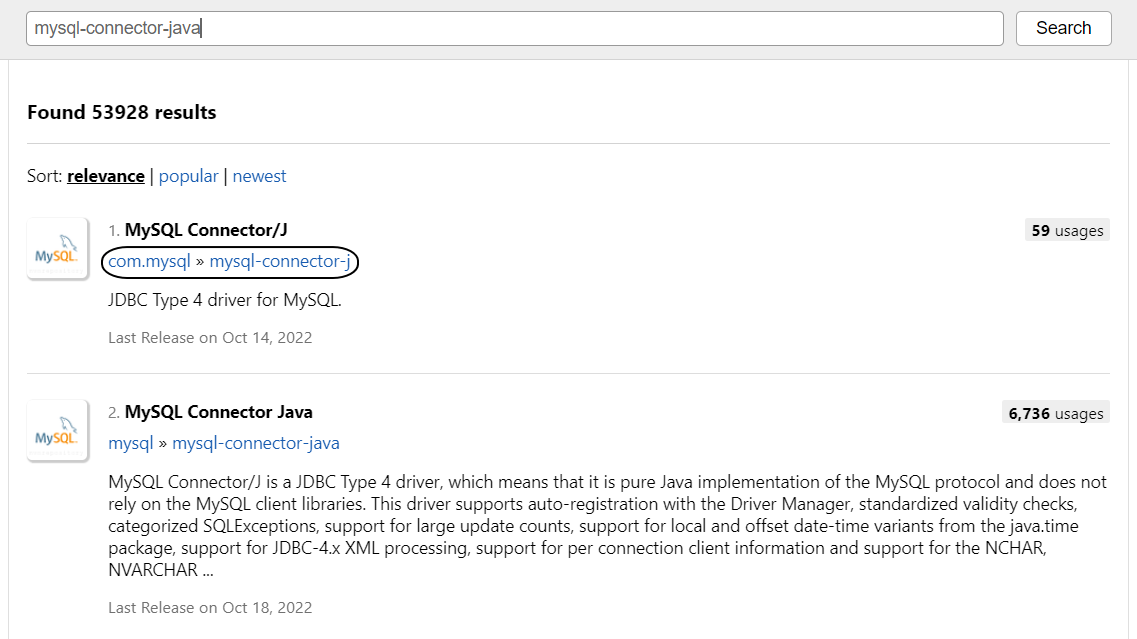 mysql-connector-java
Search
Found 53928 results
Sort: relevance | popular | newest
MySQL
1. MySQL Connector/J
59 usages
com.mysql » mysql-connector-j
JDBC Type 4 driver for MySQL.
Last Release on Oct 14, 2022
MySQL
2. MySQL Connector Java
6,736 usages
mysql » mysql-connector-java
MySQL Connector/J is a JDBC Type 4 driver, which means that it is pure Java implementation of the MySQL protocol and does not
rely on the MySQL client libraries. This driver supports auto-registration with the Driver Manager, standardized validity checks,
categorized SQLExceptions, support for large update counts, support for local and offset date-time variants from the java.time
package, support for JDBC-4.x XML processing, support for per connection client information and support for the NCHAR,
NVARCHAR ...
Last Release on Oct 18, 2022